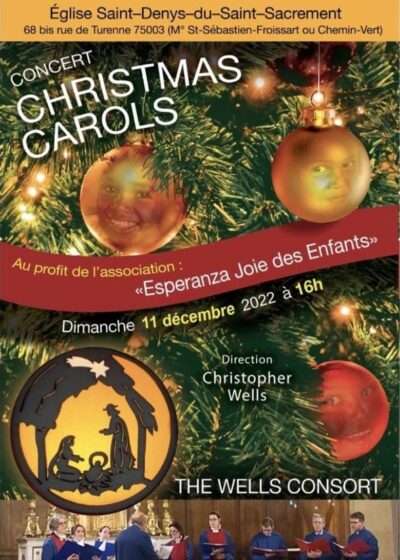 Église Saint–Denys–du–Saint–Sacrement
68 bis rue de Turenne 75003 (M° St-Sébastien-Froissart ou Chemin-Vert)
CONCERT
CHRISTMAS
CAROLS
Au profit de l'association :
«Esperanza Joie des Enfants»
Dimanche 11 décembre 2022 à 16h
Direction
Christopher
Wells
THE WELLS CONSORT